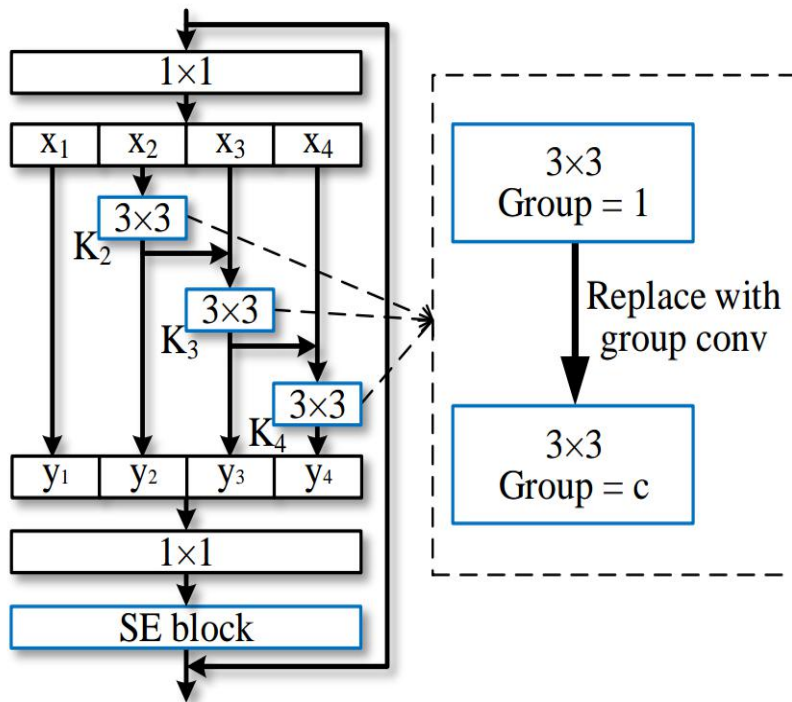 1×1
x₁ x₂ x₃ x₄
3×3
K₂
3×3
K₃
3×3
K₄
y₁ y₂ y₃ y₄
1×1
SE block
3×3
Group = 1
Replace with
group conv
3×3
Group = c